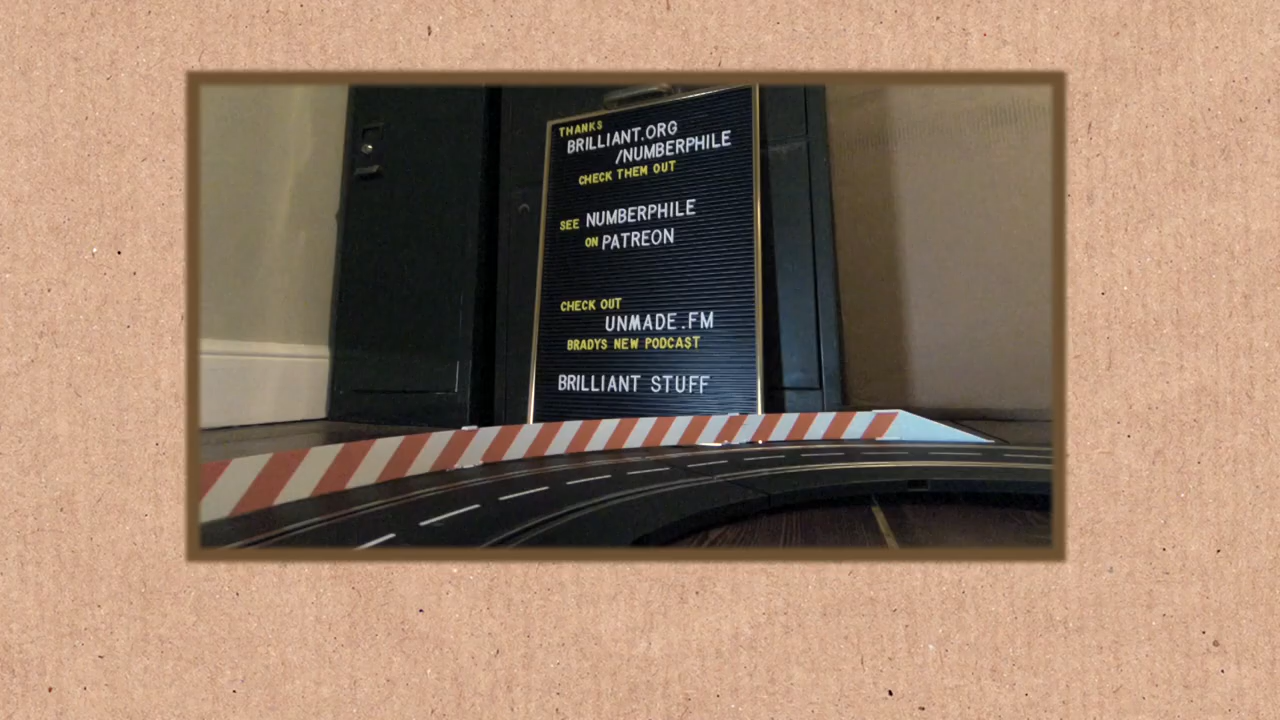 THANKS
BRILLIANT.ORG
/NUMBERPHILE
CHECK THEM OUT
SEE NUMBERPHILE
ON PATREON
CHECK OUT
UNMADE.FM
BRADYS NEW PODCAST
BRILLIANT STUFF